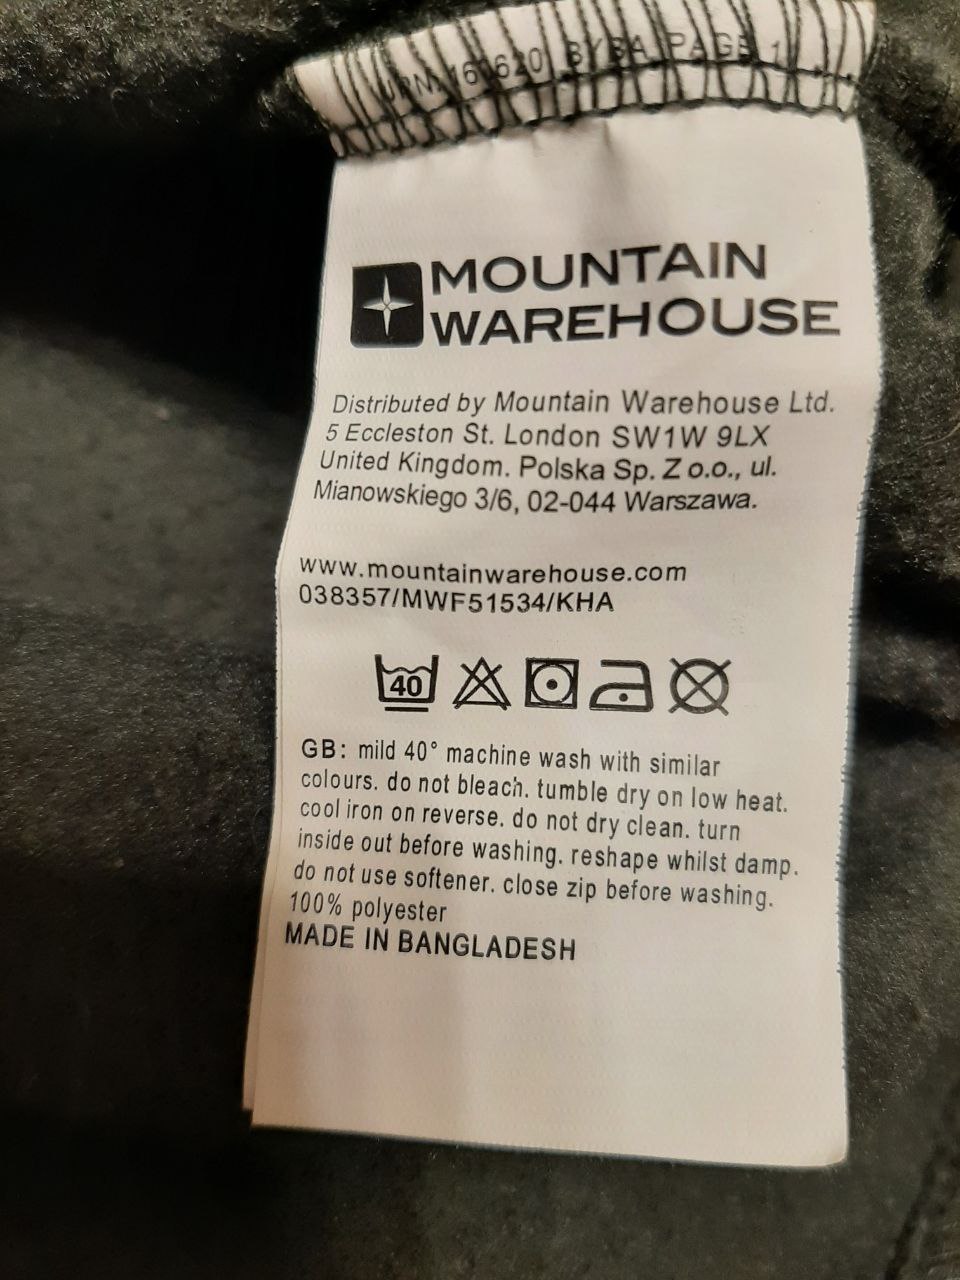 160620 BYBA PAGE 1
MOUNTAIN
WAREHOUSE
Distributed by Mountain Warehouse Ltd.
5 Eccleston St. London SW1W 9LX
United Kingdom. Polska Sp. Z o.o., ul.
Mianowskiego 3/6, 02-044 Warszawa.
www.mountainwarehouse.com
038357/MWF51534/KHA
40
GB: mild 40° machine wash with similar
colours. do not bleach. tumble dry on low heat.
cool iron on reverse. do not dry clean. turn
inside out before washing. reshape whilst damp.
do not use softener. close zip before washing.
100% polyester
MADE IN BANGLADESH